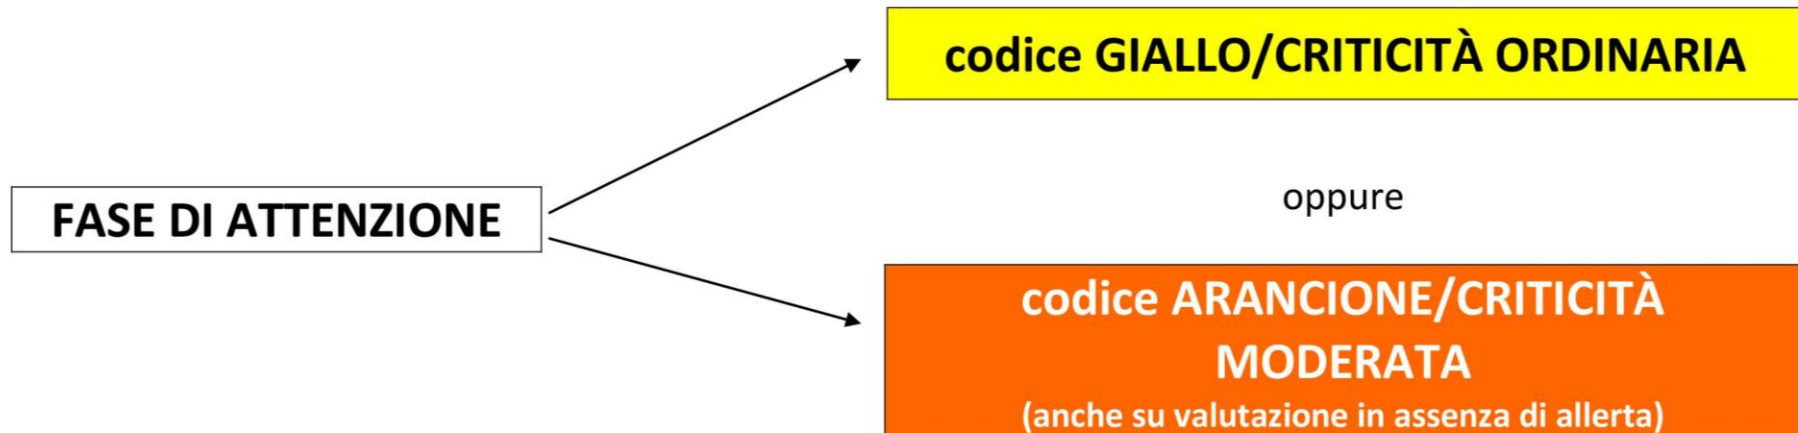 FASE DI ATTENZIONE
codice GIALLO/CRITICITÀ ORDINARIA
oppure
codice ARANCIONE/CRITICITÀ
MODERATA
(anche su valutazione in assenza di allerta)